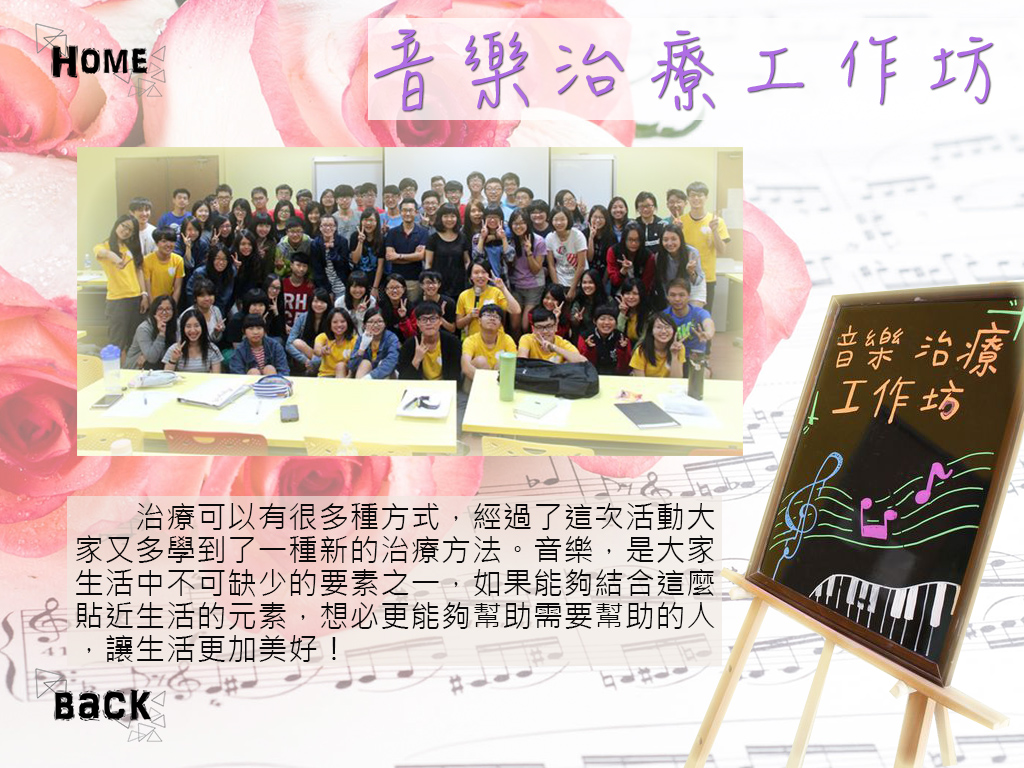 HOME
音樂治療工作坊
RH
音樂治療
工作坊
治療可以有很多種方式，經過了這次活動大
家又多學到了一種新的治療方法。音樂，是大家
生活中不可缺少的要素之一，如果能夠結合這麼
貼近生活的元素，想必更能夠幫助需要幫助的人
，讓生活更加美好！
BACK